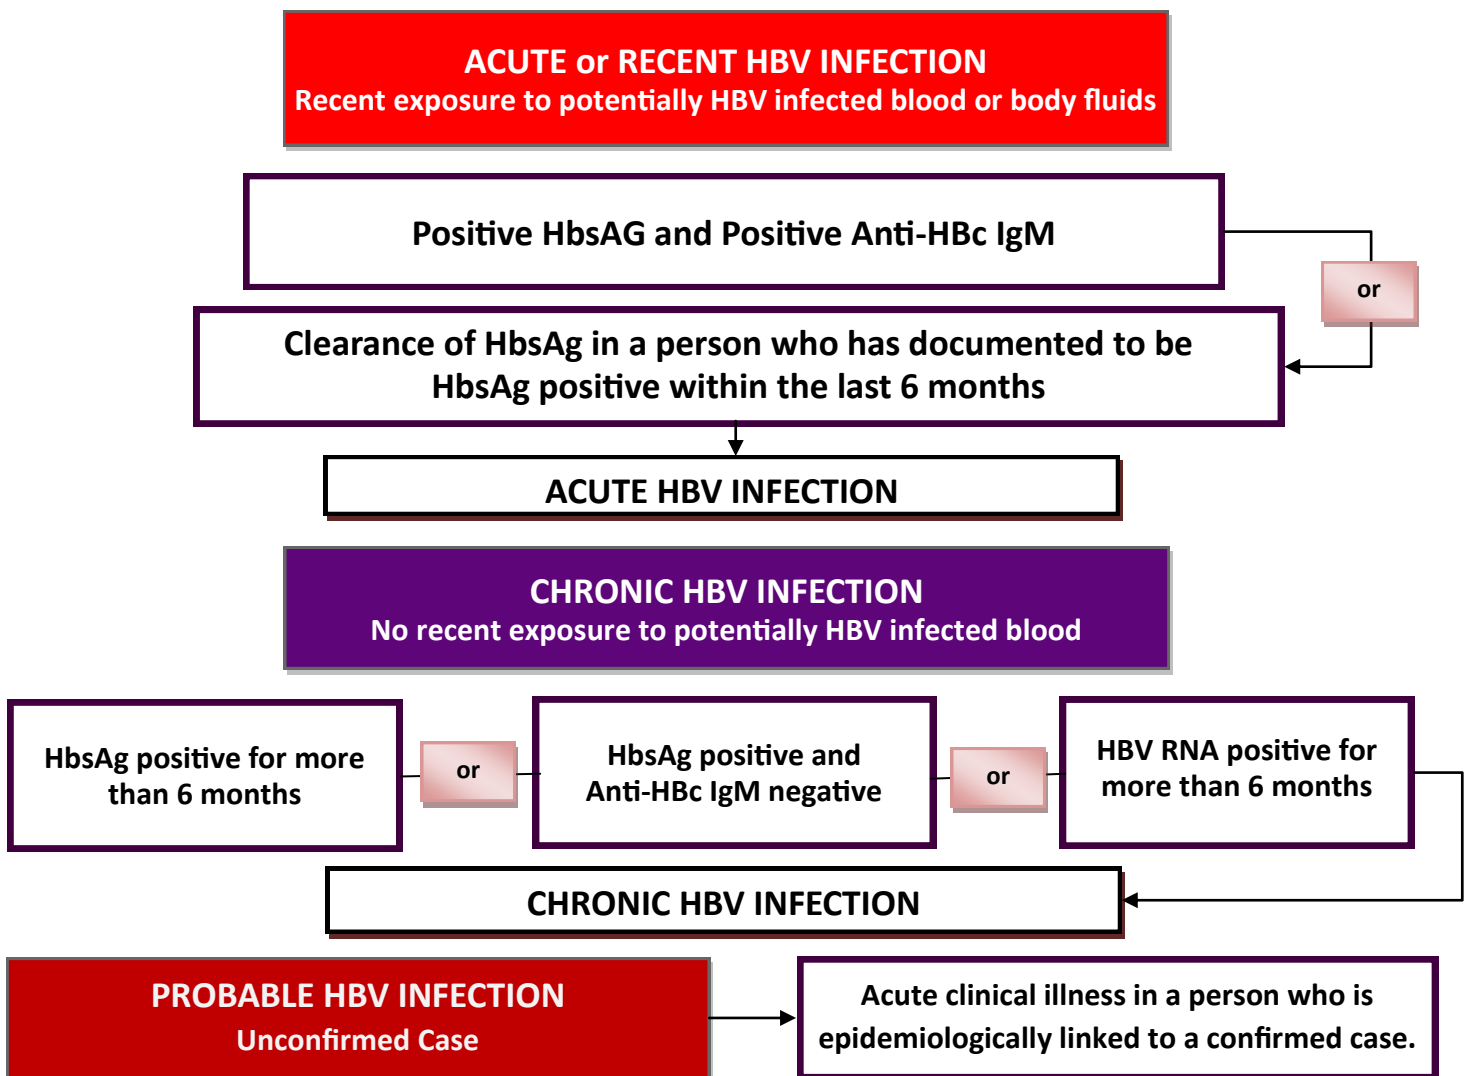 ACUTE or RECENT HBV INFECTION
Recent exposure to potentially HBV infected blood or body fluids
Positive HbsAG and Positive Anti-HBc IgM
or
Clearance of HbsAg in a person who has documented to be
HbsAg positive within the last 6 months
ACUTE HBV INFECTION
CHRONIC HBV INFECTION
No recent exposure to potentially HBV infected blood
HbsAg positive for more
than 6 months
or
HbsAg positive and
Anti-HBc IgM negative
or
HBV RNA positive for
more than 6 months
CHRONIC HBV INFECTION
PROBABLE HBV INFECTION
Unconfirmed Case
Acute clinical illness in a person who is
epidemiologically linked to a confirmed case.